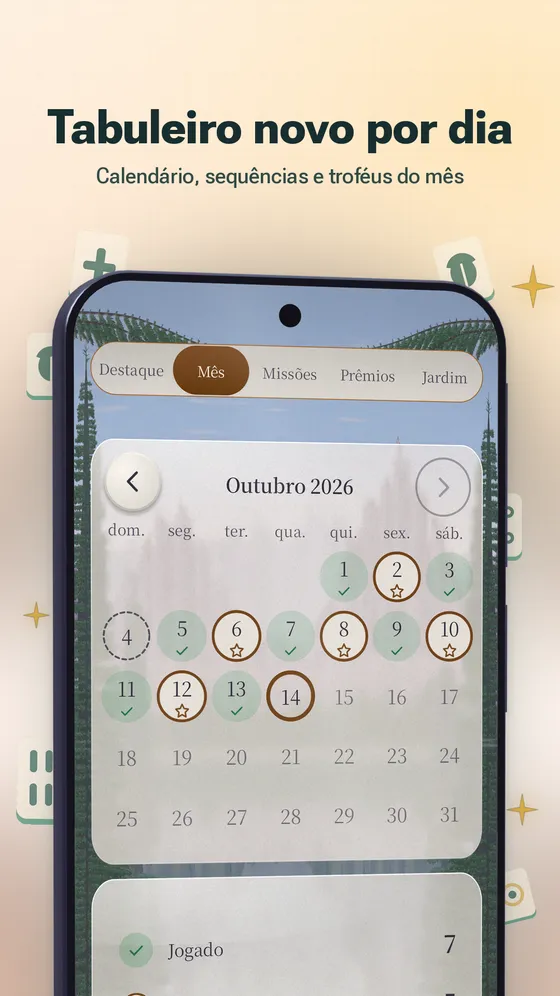 Tabuleiro novo por dia
Calendário, sequências e troféus do mês
Destaque Mês Missões Prêmios Jardim
Outubro 2026
dom. seg. ter. qua. qui. sex. sáb.
1 2 3
4 5 6 7 8 9 10
11 12 13 14 15 16 17
18 19 20 21 22 23 24
25 26 27 28 29 30 31
Jogado 7